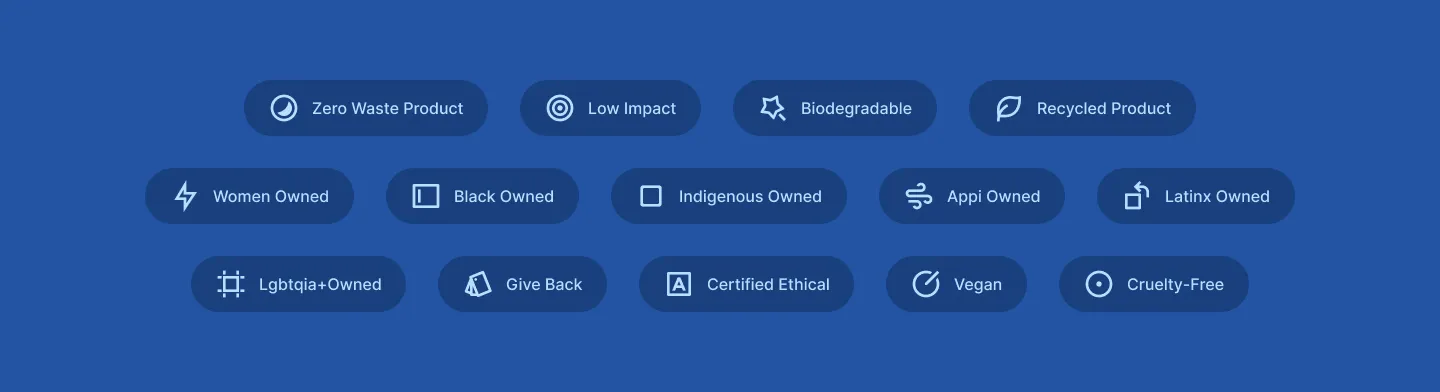 Zero Waste Product
Low Impact
Biodegradable
Recycled Product
Women Owned
Black Owned
Indigenous Owned
Appi Owned
Latinx Owned
Lgbtqia+Owned
Give Back
A
Certified Ethical
Vegan
Cruelty-Free